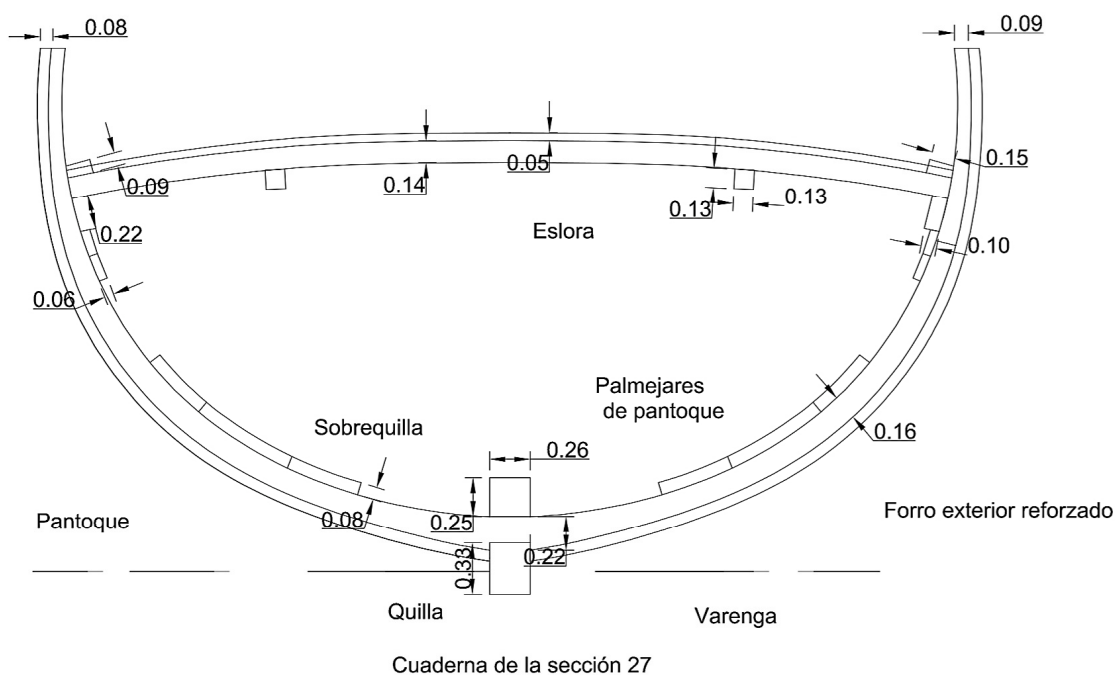 0.08
0.09
0.15
0.09
0.14
0.05
0.13
0.13
0.22
Eslora
0.10
0.06
Palmejares
de pantoque
Sobrequilla
0.16
0.26
0.08
0.25
Pantoque
Forro exterior reforzado
0.33
0.22
Quilla
Varenga
Cuaderna de la sección 27